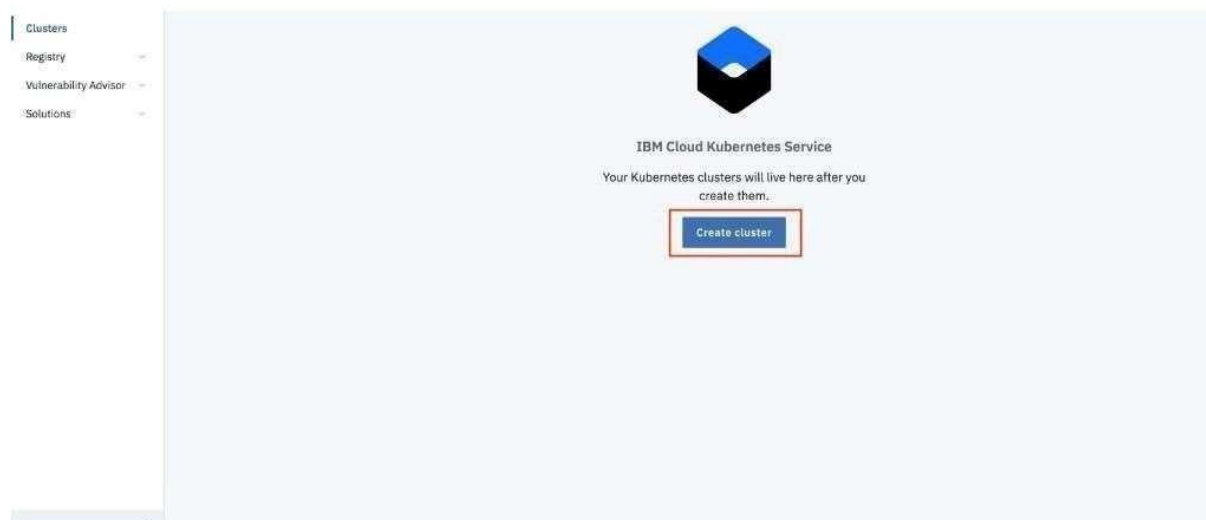 Clusters
Registry
Vulnerability Advisor
Solutions
IBM Cloud Kubernetes Service
Your Kubernetes clusters will live here after you
create them.
Create cluster